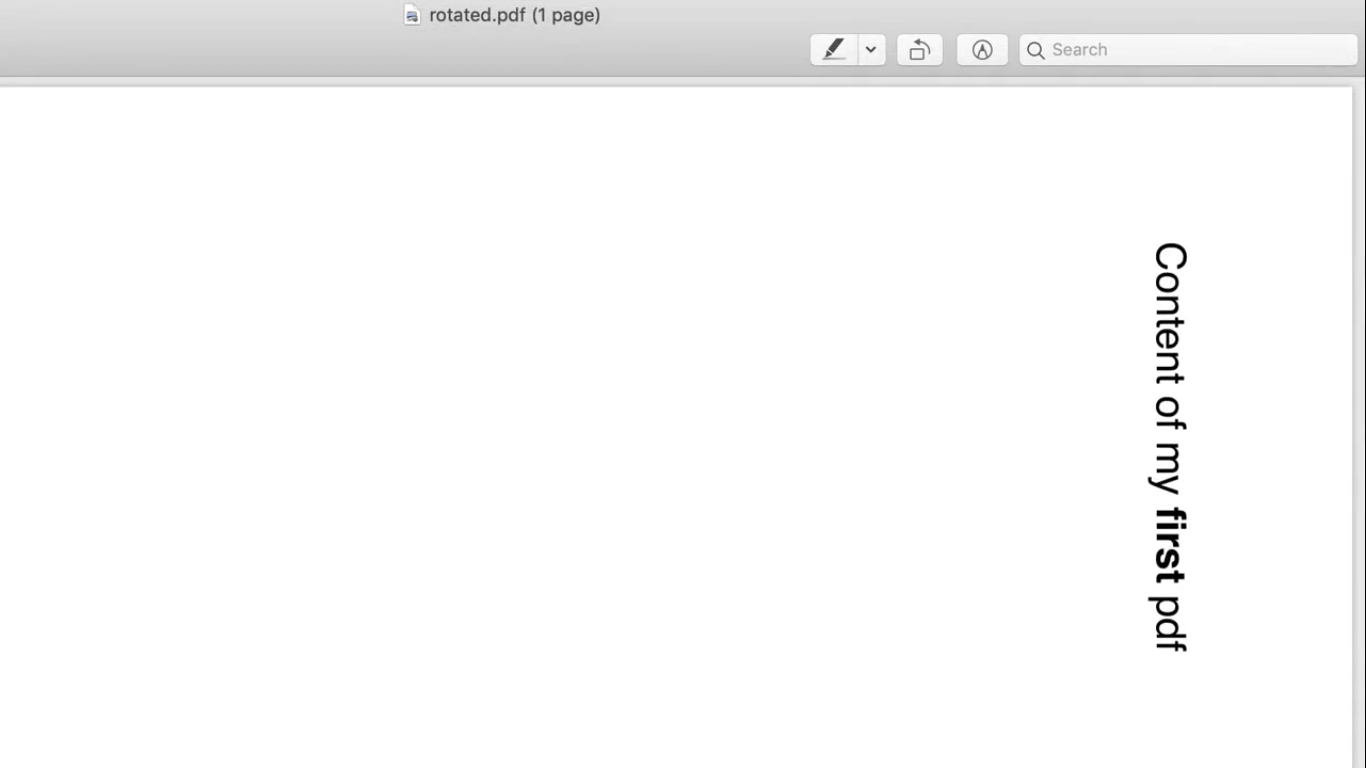 rotated.pdf (1 page)
Search
Content of my first pdf